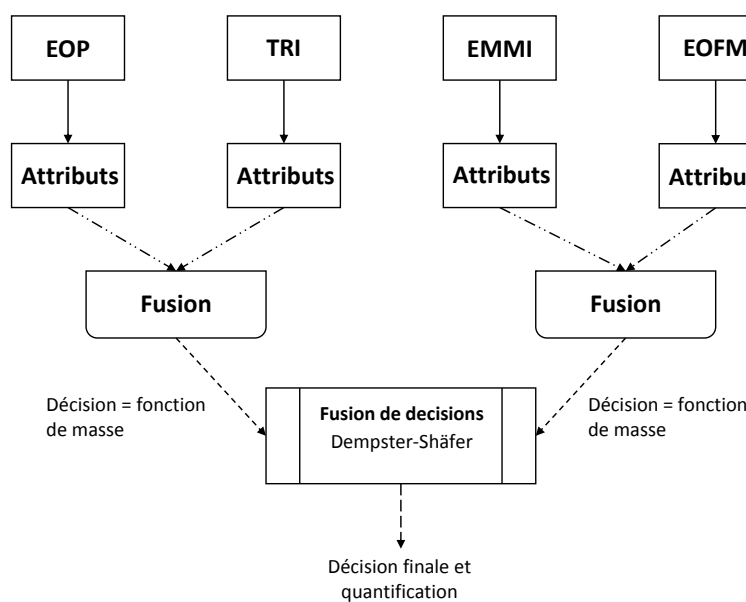 EOP
TRI
EMMI
EOFM
Attributs
Attributs
Attributs
Attribu
Fusion
Fusion
Décision = fonction
de masse
Fusion de decisions
Dempster-Shäfer
Décision = fonction
de masse
Décision finale et
quantification